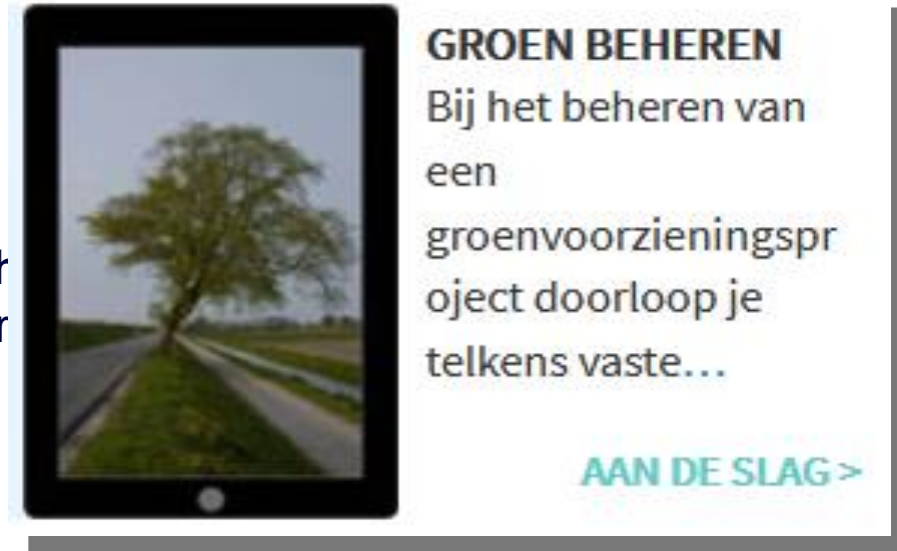 GROEN BEHEREN
Bij het beheren van
een
groenvoorzieningspr
oject doorloop je
telkens vaste...
AAN DE SLAG >